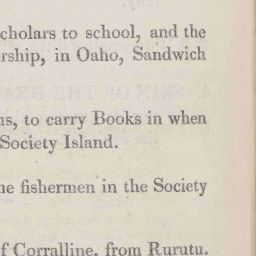 cholars to school, and the
rship, in Oaho, Sandwich
ns, to carry Books in when
Society Island.
he fishermen in the Society
f Corralline, from Rurutu.